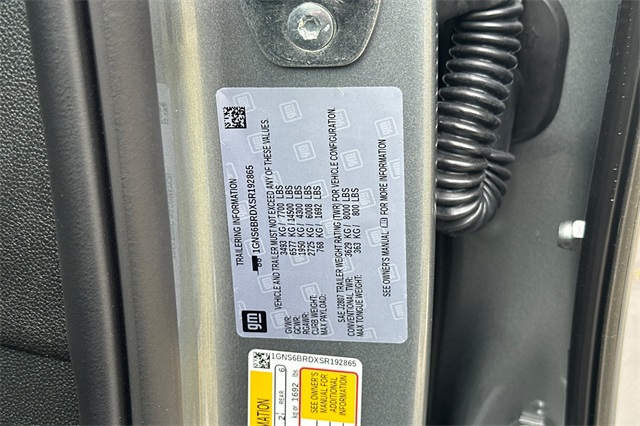 TRAILERING INFORMATION
1GNS6BRDXSR192865
VEHICLE AND TRAILER MUST NOT EXCEED ANY OF THESE VALUES.
GVWR: 3493 KG / 7700 LBS
GCWR: 6577 KG / 14500 LBS
RGAWR: 1950 KG / 4300 LBS
CURB WEIGHT: 2725 KG / 6008 LBS
MAX PAYLOAD: 768 KG / 1692 LBS
SAE J2807 TRAILER WEIGHT RATING (TWR) FOR VEHICLE CONFIGURATION.
CONVENTIONAL TWR: 3629 KG / 8000 LBS
MAX TONGUE WEIGHT: 363 KG / 800 LBS
SEE OWNER'S MANUAL FOR MORE INFORMATION
gm
1GNS6BRDXSR192865
REAR 6
or 1692 lbs
SEE OWNER'S
MANUAL FOR
ADDITIONAL
INFORMATION